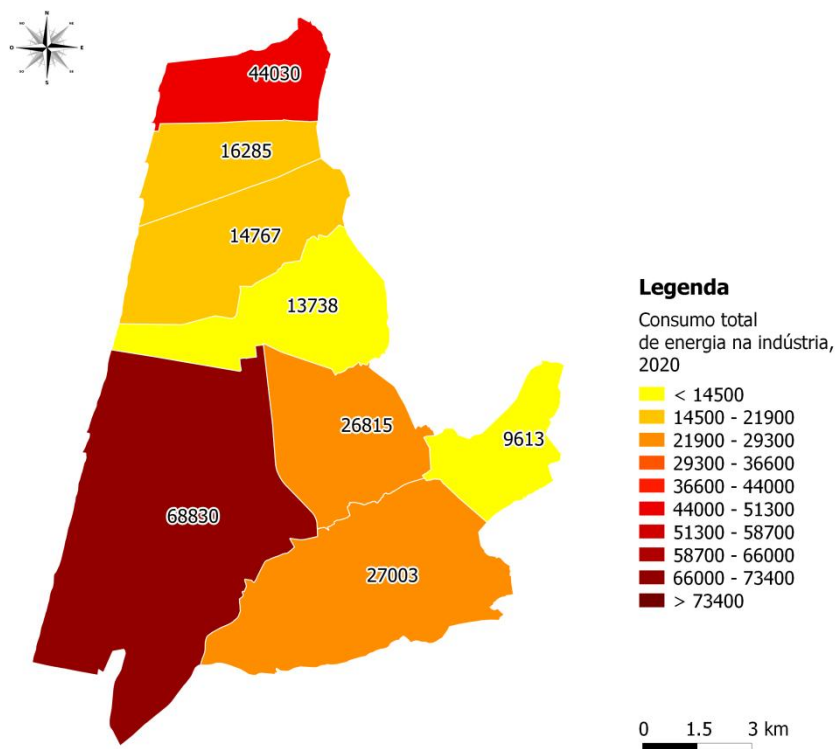 N
O
E
S
44030
16285
14767
13738
26815
9613
68830
27003
Legenda
Consumo total
de energia na indústria,
2020
< 14500
14500 - 21900
21900 - 29300
29300 - 36600
36600 - 44000
44000 - 51300
51300 - 58700
58700 - 66000
66000 - 73400
> 73400
0 1.5 3 km